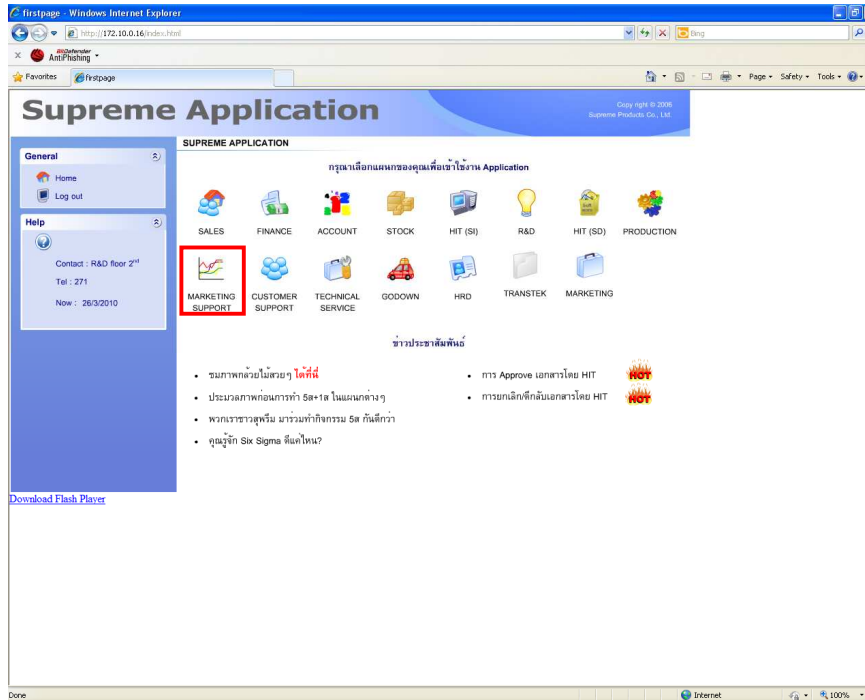 firstpage - Windows Internet Explorer
http://172.10.0.16/index.html
Bing
BitDefender
AntiPhishing
Favorites
firstpage
Page
Safety
Tools
Supreme Application
Copy right © 2006
Supreme Products Co., Ltd.
General
Home
Log out
Help
Contact : R&D floor 2nd
Tel : 271
Now : 26/3/2010
SUPREME APPLICATION
กรุณาเลือกแผนกของคุณเพื่อเข้าใช้งาน Application
SALES
FINANCE
ACCOUNT
STOCK
HIT (SI)
R&D
HIT (SD)
PRODUCTION
MARKETING SUPPORT
CUSTOMER SUPPORT
TECHNICAL SERVICE
GODOWN
HRD
TRANSTEK
MARKETING
ข่าวประชาสัมพันธ์
• ชมภาพกล้วยไม้สวยๆ ได้ที่นี่
• ประมวลภาพก่อนการทำ 5ส+1ส ในแผนกต่างๆ
• พวกเราชาวสุพรีม มาร่วมทำกิจกรรม 5ส กันดีกว่า
• คุณรู้จัก Six Sigma ดีแค่ไหน?
• การ Approve เอกสารโดย HIT HOT
• การยกเลิก/ตีกลับเอกสารโดย HIT HOT
Download Flash Player
Done
Internet
100%